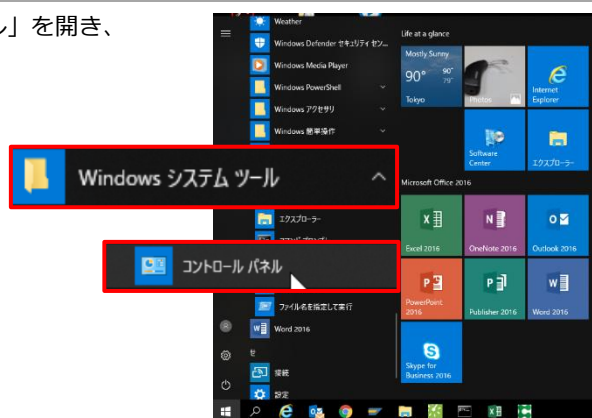 ル」を開き、
Weather
Windows Defender セキュリティ セン...
Windows Media Player
Windows PowerShell
Windows アクセサリ
Windows 簡単操作
Windows システム ツール
エクスプローラー
コントロール パネル
ファイル名を指定して実行
Word 2016
せ
接続
設定
Life at a glance
Mostly Sunny
90° 90°
79°
Tokyo
Photos
Internet
Explorer
Software
Center
エクスプローラー
Microsoft Office 2016
Excel 2016
OneNote 2016
Outlook 2016
PowerPoint
2016
Publisher 2016
Word 2016
Skype for
Business 2016